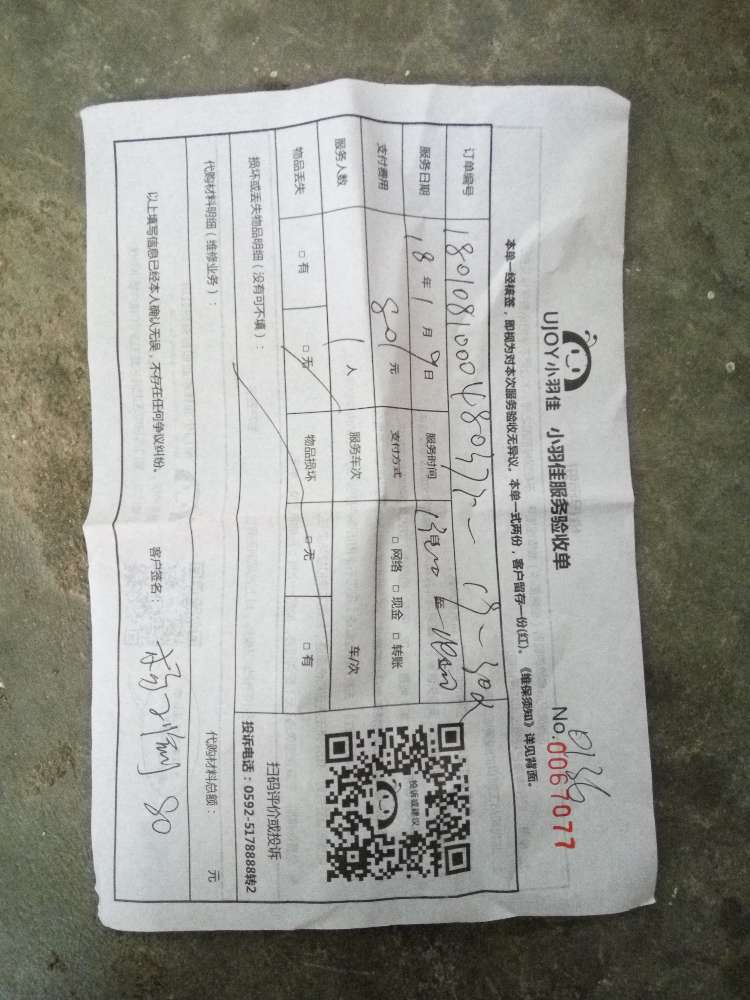 UJOY小羽佳 小羽佳服务验收单
No.0067077
本单一经核签，即视为对本次服务验收无异议。本单一式两份，客户留存一份(红)。《维保须知》详见背面。
订单编号
服务日期 18年1月9日 服务时间
支付费用 80 元 支付方式 □网络 □现金 □转账
服务人数 1 人 服务车次 车/次
物品丢失 □有 □无 物品损坏 □无 □有
损坏或丢失物品明细（没有可不填）：
代购材料明细（维修业务）：
代购材料总额： 元
以上填写信息已经本人确认无误，不存在任何争议纠纷。
客户签名： 80
投诉或建议
扫码评价或投诉
投诉电话：0592-5178888转2